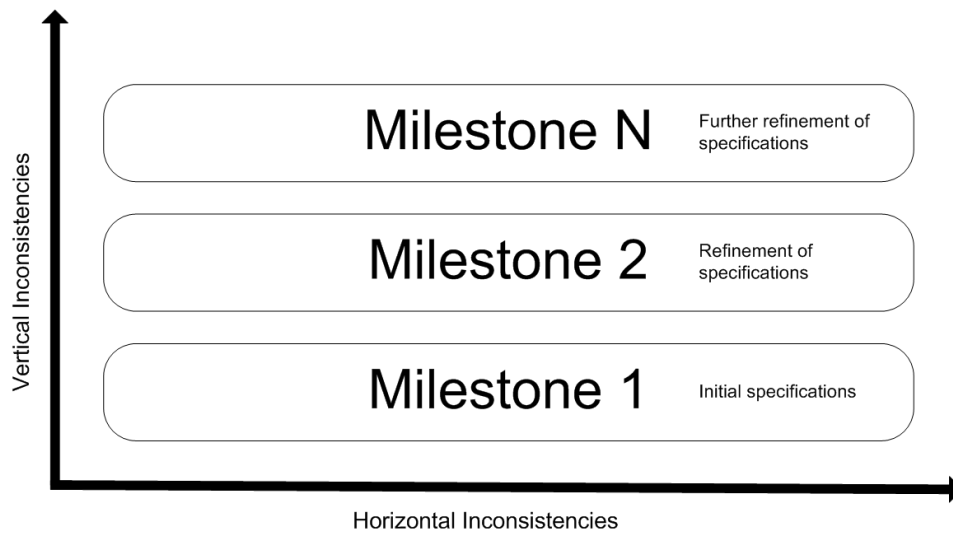 Vertical Inconsistencies
Milestone N
Further refinement of
specifications
Milestone 2
Refinement of
specifications
Milestone 1
Initial specifications
Horizontal Inconsistencies